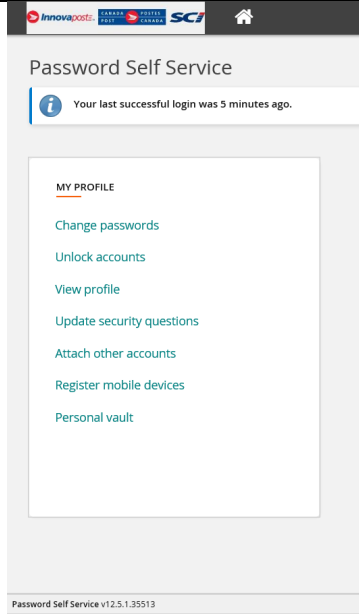 Innovaposte.
CANADA POST POSTES CANADA
SCI
Password Self Service
Your last successful login was 5 minutes ago.
MY PROFILE
Change passwords
Unlock accounts
View profile
Update security questions
Attach other accounts
Register mobile devices
Personal vault
Password Self Service v12.5.1.35513